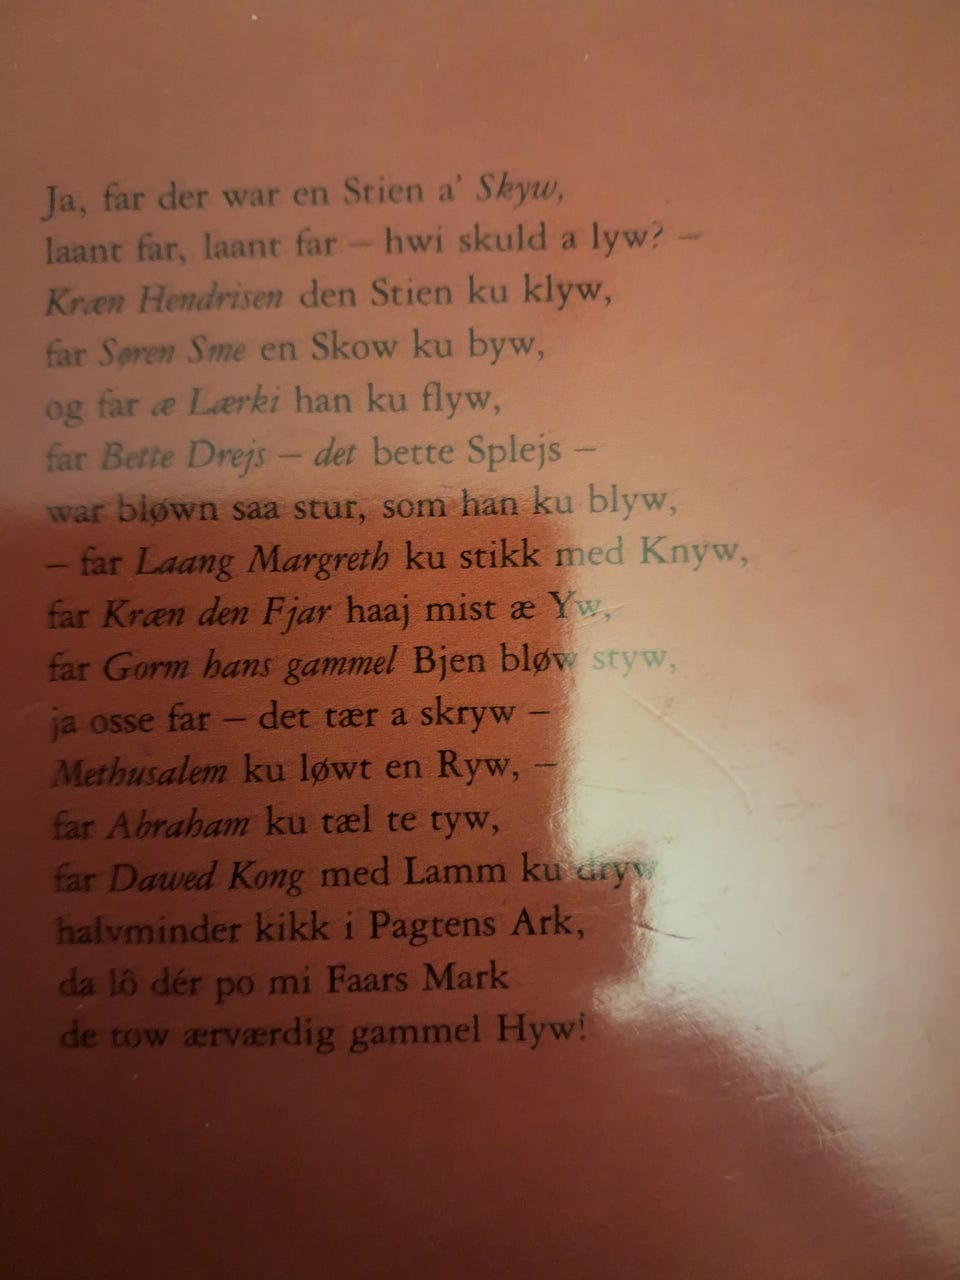 Ja, far der war en Stien a' Skyw,
laant far, laant far – hwi skuld a lyw? –
Kræn Hendrisen den Stien ku klyw,
far Søren Sme en Skow ku byw,
og far æ Lærki han ku flyw,
far Bette Drejs – det bette Splejs –
war bløwn saa stur, som han ku blyw,
– far Laang Margreth ku stikk med Knyw,
far Kræn den Fjar haaj mist æ Yw,
far Gorm hans gammel Bjen bløw styw,
ja osse far – det tær a skryw –
Methusalem ku løwt en Ryw, –
far Abraham ku tæl te tyw,
far Dawed Kong med Lamm ku dryw
halvminder kikk i Pagtens Ark,
da lô dér po mi Faars Mark
de tow ærværdig gammel Hyw!